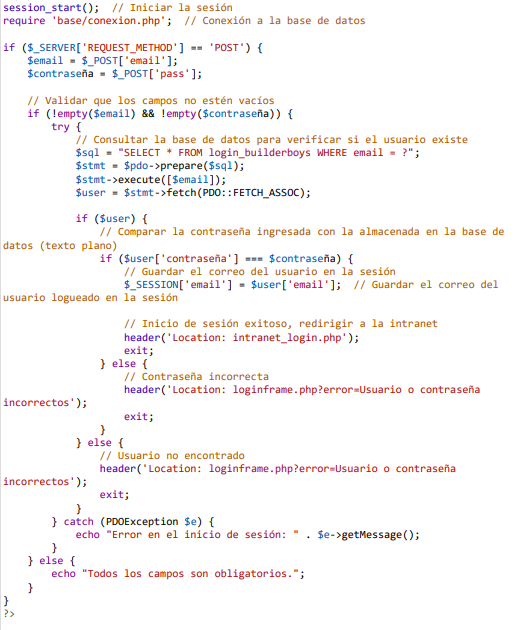 session_start();  // Iniciar la sesión
require 'base/conexion.php';  // Conexión a la base de datos

if ($_SERVER['REQUEST_METHOD'] == 'POST') {
    $email = $_POST['email'];
    $contraseña = $_POST['pass'];

    // Validar que los campos no estén vacíos
    if (!empty($email) && !empty($contraseña)) {
        try {
            // Consultar la base de datos para verificar si el usuario existe
            $sql = "SELECT * FROM login_builderboys WHERE email = ?";
            $stmt = $pdo->prepare($sql);
            $stmt->execute([$email]);
            $user = $stmt->fetch(PDO::FETCH_ASSOC);

            if ($user) {
                // Comparar la contraseña ingresada con la almacenada en la base de
datos (texto plano)
                if ($user['contraseña'] === $contraseña) {
                    // Guardar el correo del usuario en la sesión
                    $_SESSION['email'] = $user['email'];  // Guardar el correo del
usuario logueado en la sesión

                    // Inicio de sesión exitoso, redirigir a la intranet
                    header('Location: intranet_login.php');
                    exit;
                } else {
                    // Contraseña incorrecta
                    header('Location: loginframe.php?error=Usuario o contraseña
incorrectos');
                    exit;
                }
            } else {
                // Usuario no encontrado
                header('Location: loginframe.php?error=Usuario o contraseña
incorrectos');
                exit;
            }
        } catch (PDOException $e) {
            echo "Error en el inicio de sesión: " . $e->getMessage();
        }
    } else {
        echo "Todos los campos son obligatorios.";
    }
}
?>